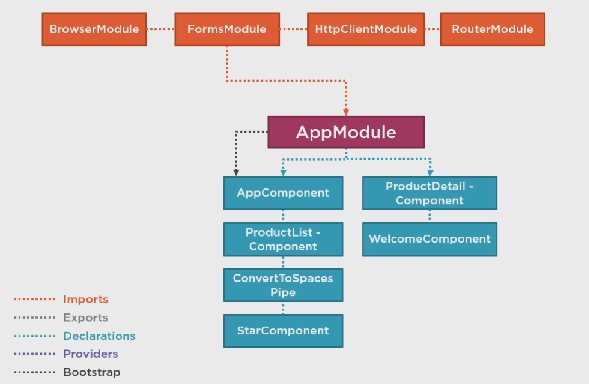 BrowserModule
FormsModule
HttpClientModule
RouterModule
AppModule
AppComponent
ProductDetail -
Component
ProductList -
Component
WelcomeComponent
ConvertToSpaces
Pipe
StarComponent
Imports
Exports
Declarations
Providers
Bootstrap